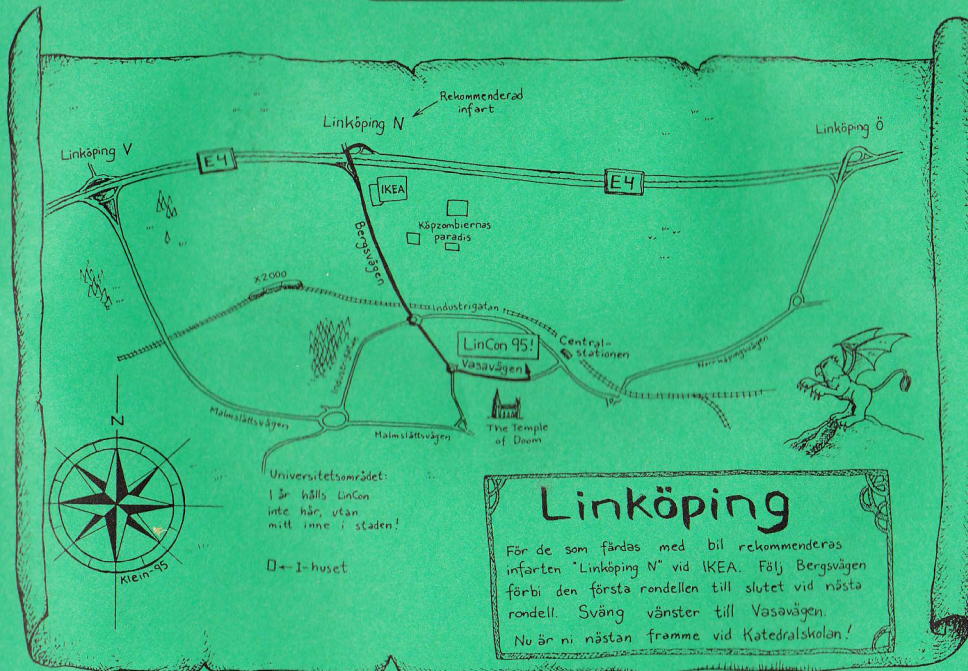 Rekommenderad
infart
Linköping N
Linköping Ö
Linköping V
E4
E4
IKEA
Köpzombiernas
paradis
Bergsvägen
X2000
Industrigatan
LinCon 95!
Central-
stationen
Vasavägen
Norrköpingsvägen
Industrigatan
Malmslättsvägen
Malmslättsvägen
The Temple
of Doom
N
Klein-95
Universitetsområdet:
I år hålls LinCon
inte här, utan
mitt inne i staden!
I-huset
Linköping
För de som färdas med bil rekommenderas
infarten "Linköping N" vid IKEA. Följ Bergsvägen
förbi den första rondellen till slutet vid nästa
rondell. Sväng vänster till Vasavägen.
Nu är ni nästan framme vid Katedralskolan!